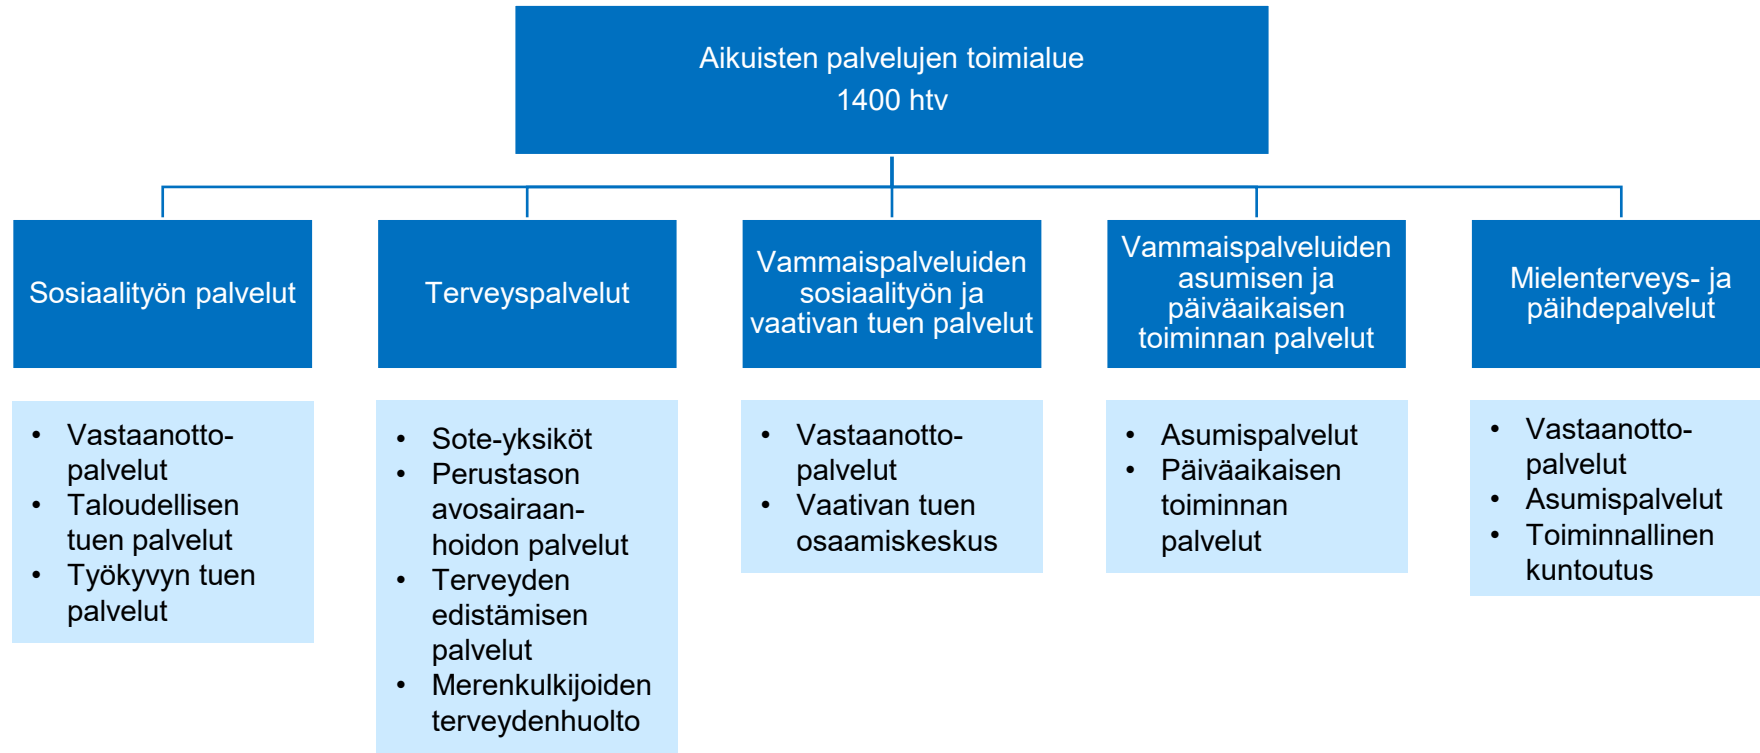 Aikuisten palvelujen toimialue
1400 htv
Sosiaalityön palvelut
Terveyspalvelut
Vammaispalveluiden
sosiaalityön ja
vaativan tuen palvelut
Vammaispalveluiden
asumisen ja
päiväaikaisen
toiminnan palvelut
Mielenterveys- ja
päihdepalvelut
• Vastaanotto-
palvelut
• Taloudellisen
tuen palvelut
• Työkyvyn tuen
palvelut
• Sote-yksiköt
• Perustason
avosairaan-
hoidon palvelut
• Terveyden
edistämisen
palvelut
• Merenkulkijoiden
terveydenhuolto
• Vastaanotto-
palvelut
• Vaativan tuen
osaamiskeskus
• Asumispalvelut
• Päiväaikaisen
toiminnan
palvelut
• Vastaanotto-
palvelut
• Asumispalvelut
• Toiminnallinen
kuntoutus